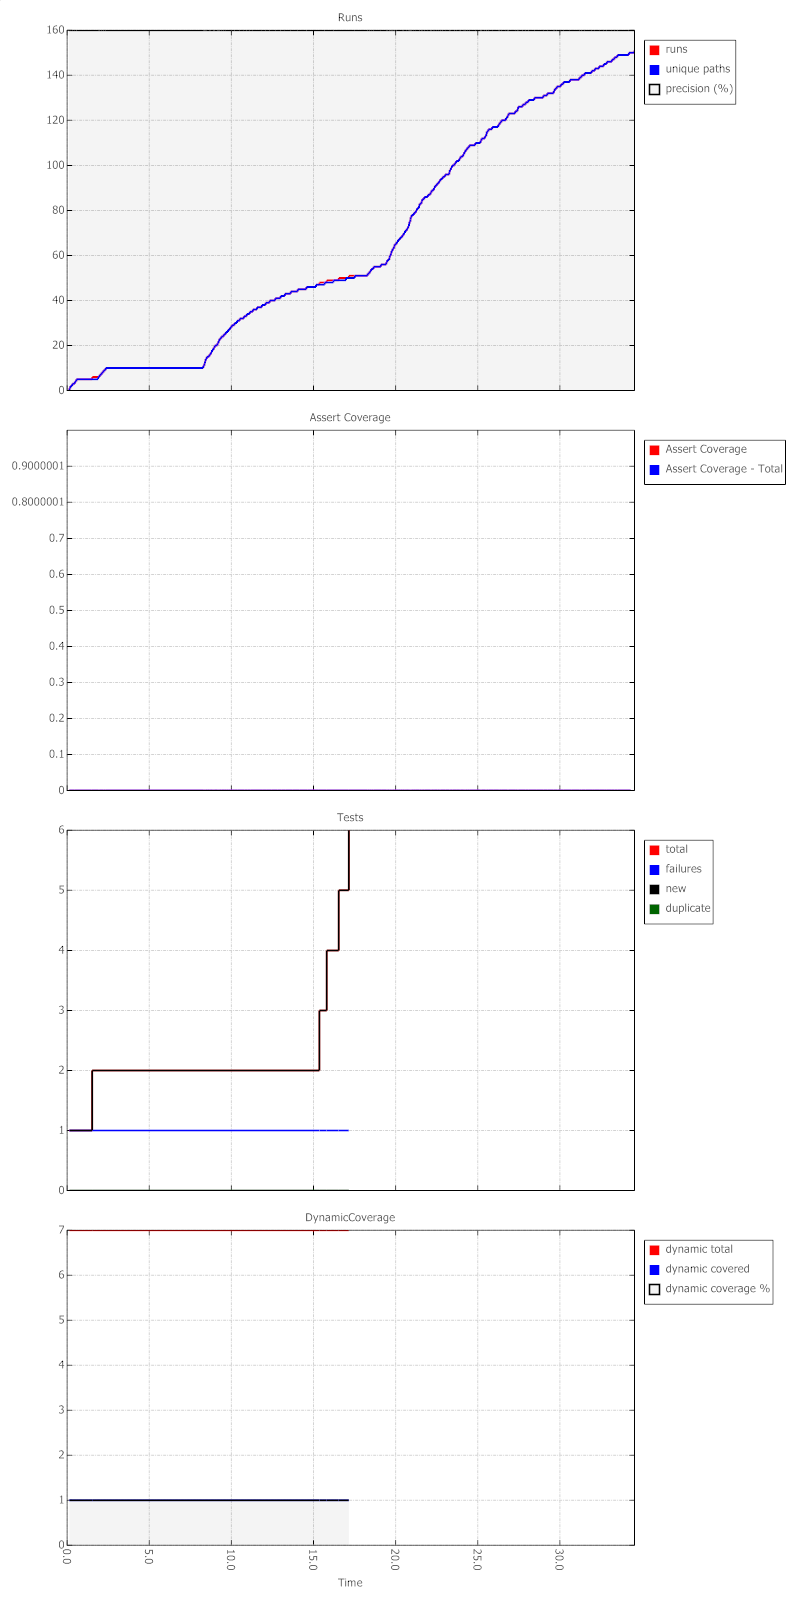 Runs
160
140
120
100
80
60
40
20
0
runs
unique paths
precision (%)
Assert Coverage
0.9000001
0.8000001
0.7
0.6
0.5
0.4
0.3
0.2
0.1
0
Assert Coverage
Assert Coverage - Total
Tests
6
5
4
3
2
1
0
total
failures
new
duplicate
DynamicCoverage
7
6
5
4
3
2
1
0
dynamic total
dynamic covered
dynamic coverage %
0.0
5.0
10.0
15.0
20.0
25.0
30.0
Time